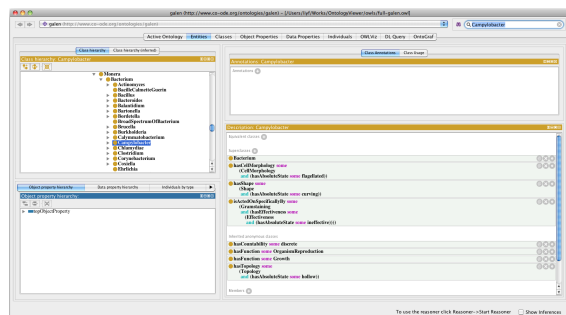 galen (http://www.co-ode.org/ontologies/galen) - [/Users/lyf/Works/OntologyViewer/owls/full-galen.owl]
galen (http://www.co-ode.org/ontologies/galen)
Campylobacter
Active Ontology Entities Classes Object Properties Data Properties Individuals OWLViz DL Query OntoGraf
Class hierarchy Class hierarchy (inferred)
Class hierarchy: Campylobacter
Monera
Bacterium
Actinomyces
BacilleCalmetteGuerin
Bacillus
Bacteroides
Balantidium
Bartonella
Bordetella
BroadSpectrumOfBacterium
Brucella
Burkholderia
Calymmatobacterium
Campylobacter
Chlamydiae
Clostridium
Corynebacterium
Coxiella
Ehrlichia
Object property hierarchy Data property hierarchy Individuals by type
Object property hierarchy:
topObjectProperty
Class Annotations Class Usage
Annotations: Campylobacter
Annotations
Description: Campylobacter
Equivalent classes
Superclasses
Bacterium
hasCellMorphology some
(CellMorphology
and (hasAbsoluteState some flagellated))
hasShape some
(Shape
and (hasAbsoluteState some curving))
isActedOnSpecificallyBy some
(Gramstaining
and (hasEffectiveness some
(Effectiveness
and (hasAbsoluteState some ineffective))))
Inherited anonymous classes
hasCountability some discrete
hasFunction some OrganismReproduction
hasFunction some Growth
hasTopology some
(Topology
and (hasAbsoluteState some hollow))
Members
To use the reasoner click Reasoner->Start Reasoner Show Inferences